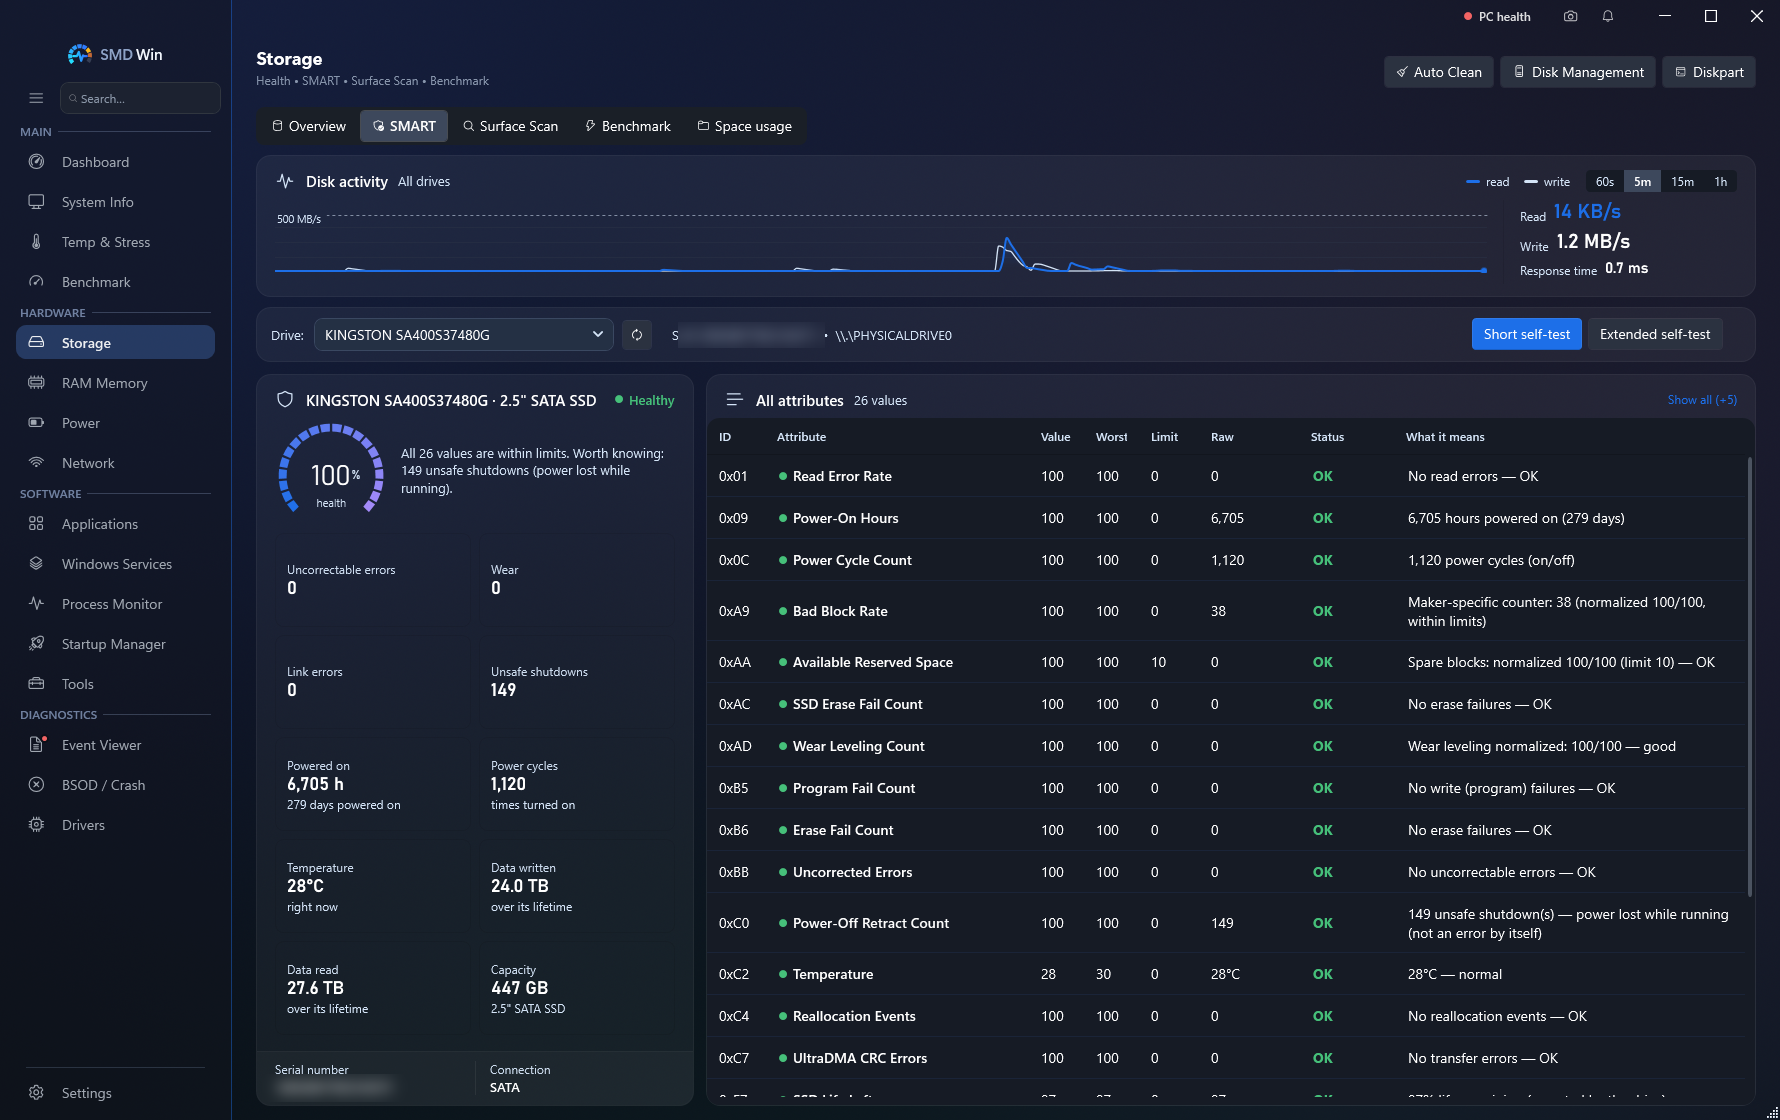 PC health
SMD Win
Search...
MAIN
Dashboard
System Info
Temp & Stress
Benchmark
HARDWARE
Storage
RAM Memory
Power
Network
SOFTWARE
Applications
Windows Services
Process Monitor
Startup Manager
Tools
DIAGNOSTICS
Event Viewer
BSOD / Crash
Drivers
Settings
Storage
Health • SMART • Surface Scan • Benchmark
Auto Clean
Disk Management
Diskpart
Overview
SMART
Surface Scan
Benchmark
Space usage
Disk activity All drives
read
write
60s 5m 15m 1h
500 MB/s
Read 14 KB/s
Write 1.2 MB/s
Response time 0.7 ms
Drive:
KINGSTON SA400S37480G
• \\.\PHYSICALDRIVE0
Short self-test
Extended self-test
KINGSTON SA400S37480G · 2.5" SATA SSD
Healthy
100%
health
All 26 values are within limits. Worth knowing:
149 unsafe shutdowns (power lost while
running).
Uncorrectable errors
0
Wear
0
Link errors
0
Unsafe shutdowns
149
Powered on
6,705 h
279 days powered on
Power cycles
1,120
times turned on
Temperature
28°C
right now
Data written
24.0 TB
over its lifetime
Data read
27.6 TB
over its lifetime
Capacity
447 GB
2.5" SATA SSD
Serial number
Connection
SATA
All attributes 26 values
Show all (+5)
ID Attribute Value Worst Limit Raw Status What it means
0x01 Read Error Rate 100 100 0 0 OK No read errors — OK
0x09 Power-On Hours 100 100 0 6,705 OK 6,705 hours powered on (279 days)
0x0C Power Cycle Count 100 100 0 1,120 OK 1,120 power cycles (on/off)
0xA9 Bad Block Rate 100 100 0 38 OK Maker-specific counter: 38 (normalized 100/100,
within limits)
0xAA Available Reserved Space 100 100 10 0 OK Spare blocks: normalized 100/100 (limit 10) — OK
0xAC SSD Erase Fail Count 100 100 0 0 OK No erase failures — OK
0xAD Wear Leveling Count 100 100 0 0 OK Wear leveling normalized: 100/100 — good
0xB5 Program Fail Count 100 100 0 0 OK No write (program) failures — OK
0xB6 Erase Fail Count 100 100 0 0 OK No erase failures — OK
0xBB Uncorrected Errors 100 100 0 0 OK No uncorrectable errors — OK
0xC0 Power-Off Retract Count 100 100 0 149 OK 149 unsafe shutdown(s) — power lost while running
(not an error by itself)
0xC2 Temperature 28 30 0 28°C OK 28°C — normal
0xC4 Reallocation Events 100 100 0 0 OK No reallocation events — OK
0xC7 UltraDMA CRC Errors 100 100 0 0 OK No transfer errors — OK